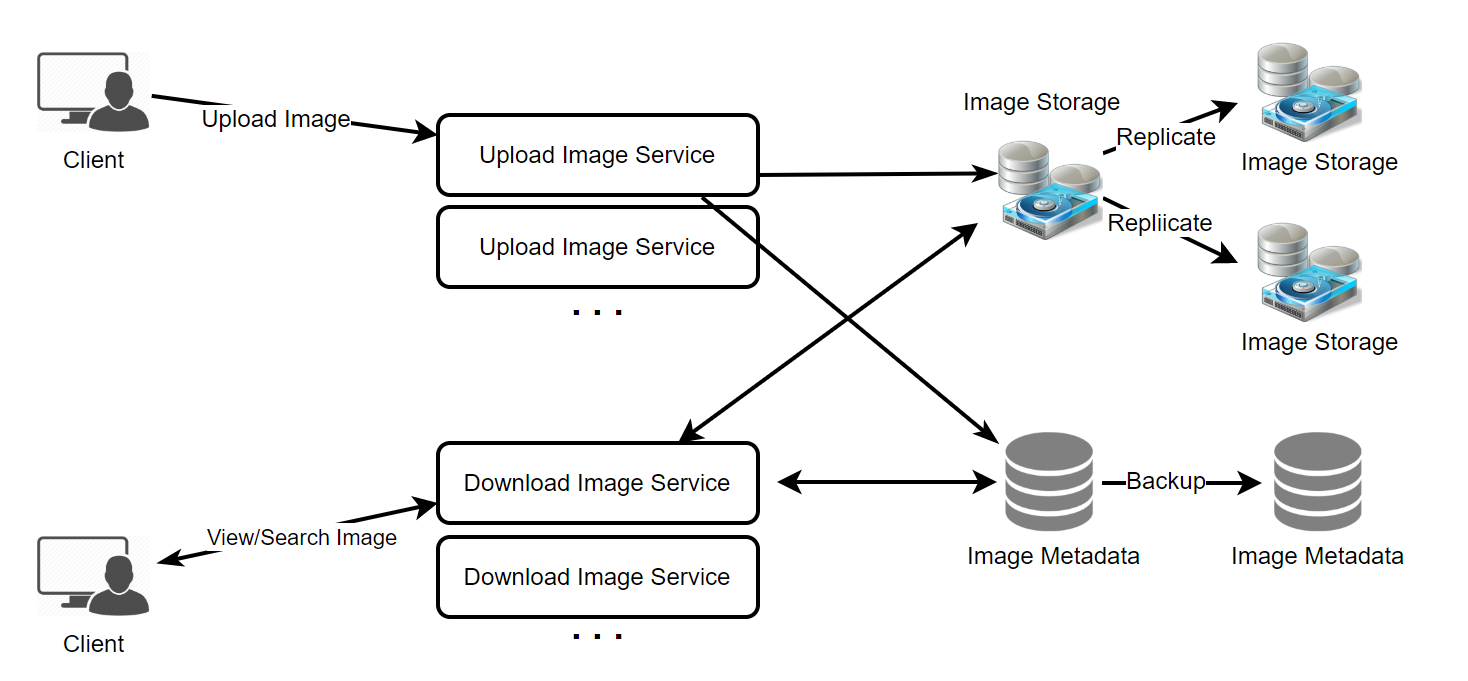 Client
Upload Image
Upload Image Service
Upload Image Service
. . .
Image Storage
Replicate
Image Storage
Repliicate
Image Storage
Client
View/Search Image
Download Image Service
Download Image Service
. . .
Image Metadata
Backup
Image Metadata